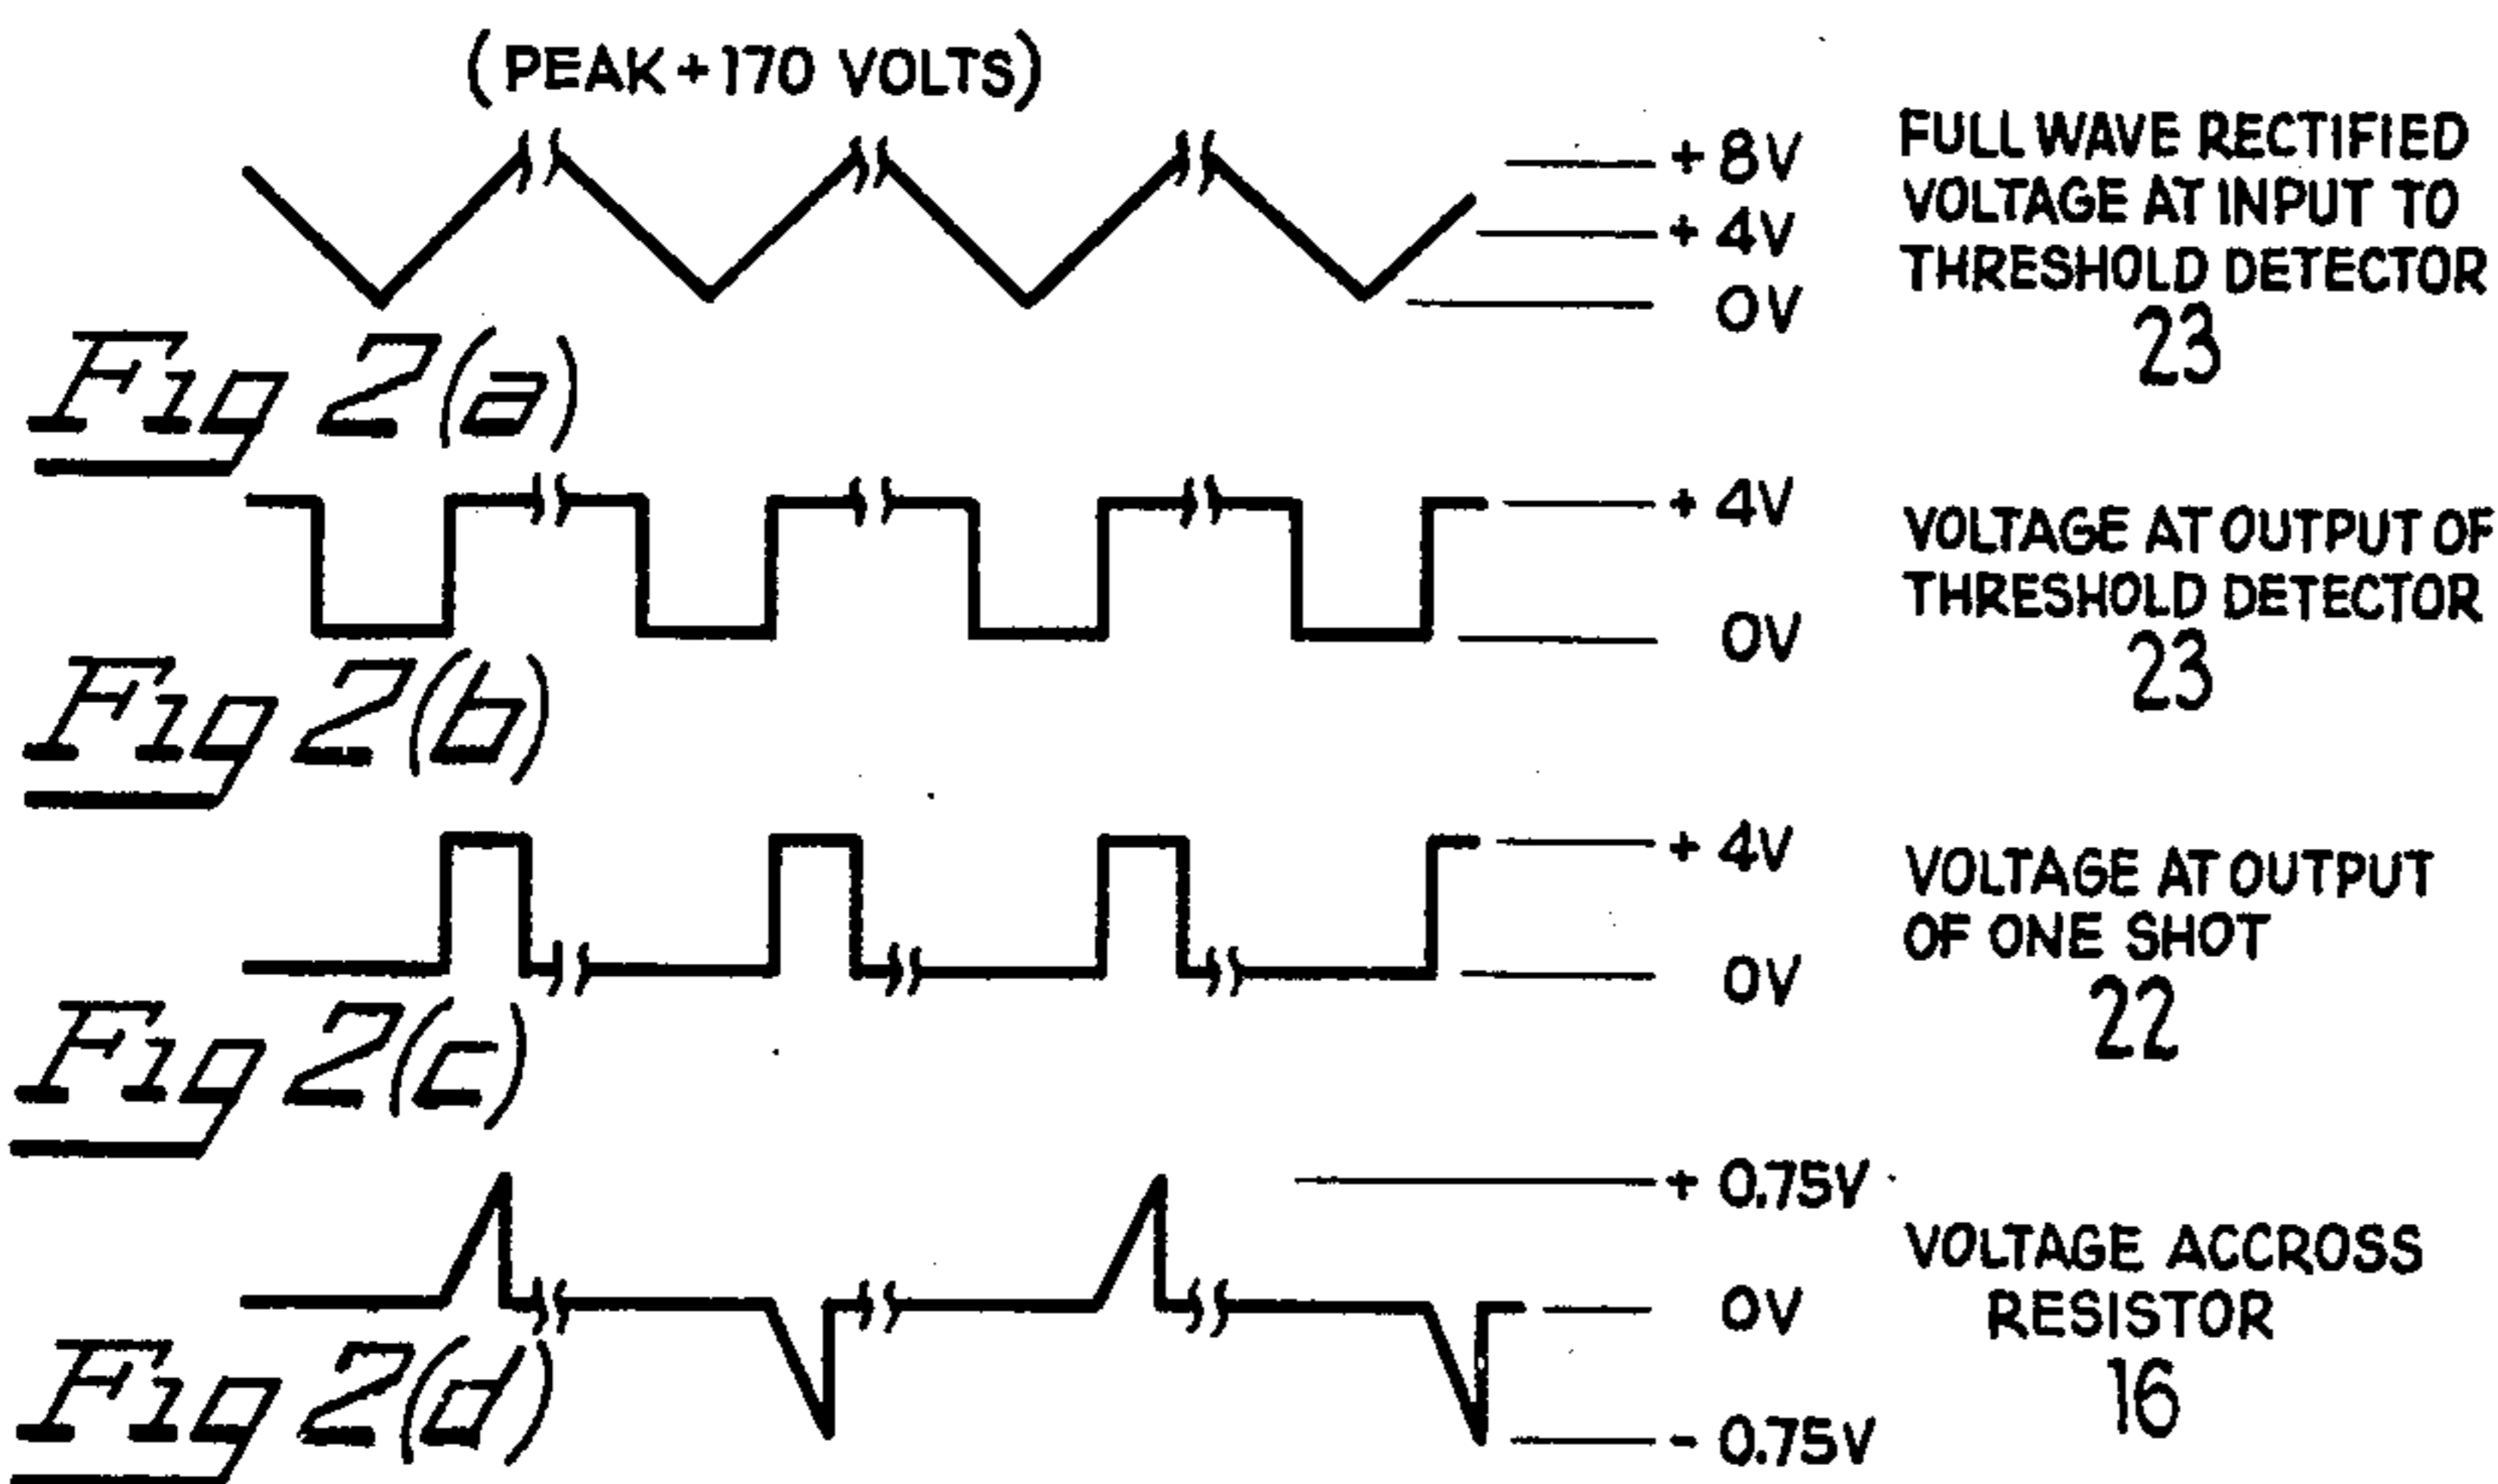 (PEAK +170 VOLTS)
+ 8V
+ 4V
0V
FULL WAVE RECTIFIED
VOLTAGE AT INPUT TO
THRESHOLD DETECTOR
23
Fig 2(a)
+ 4V
0V
VOLTAGE AT OUTPUT OF
THRESHOLD DETECTOR
23
Fig 2(b)
+ 4V
0V
VOLTAGE AT OUTPUT
OF ONE SHOT
22
Fig 2(c)
+ 0.75V
0V
- 0.75V
VOLTAGE ACCROSS
RESISTOR
16
Fig 2(d)